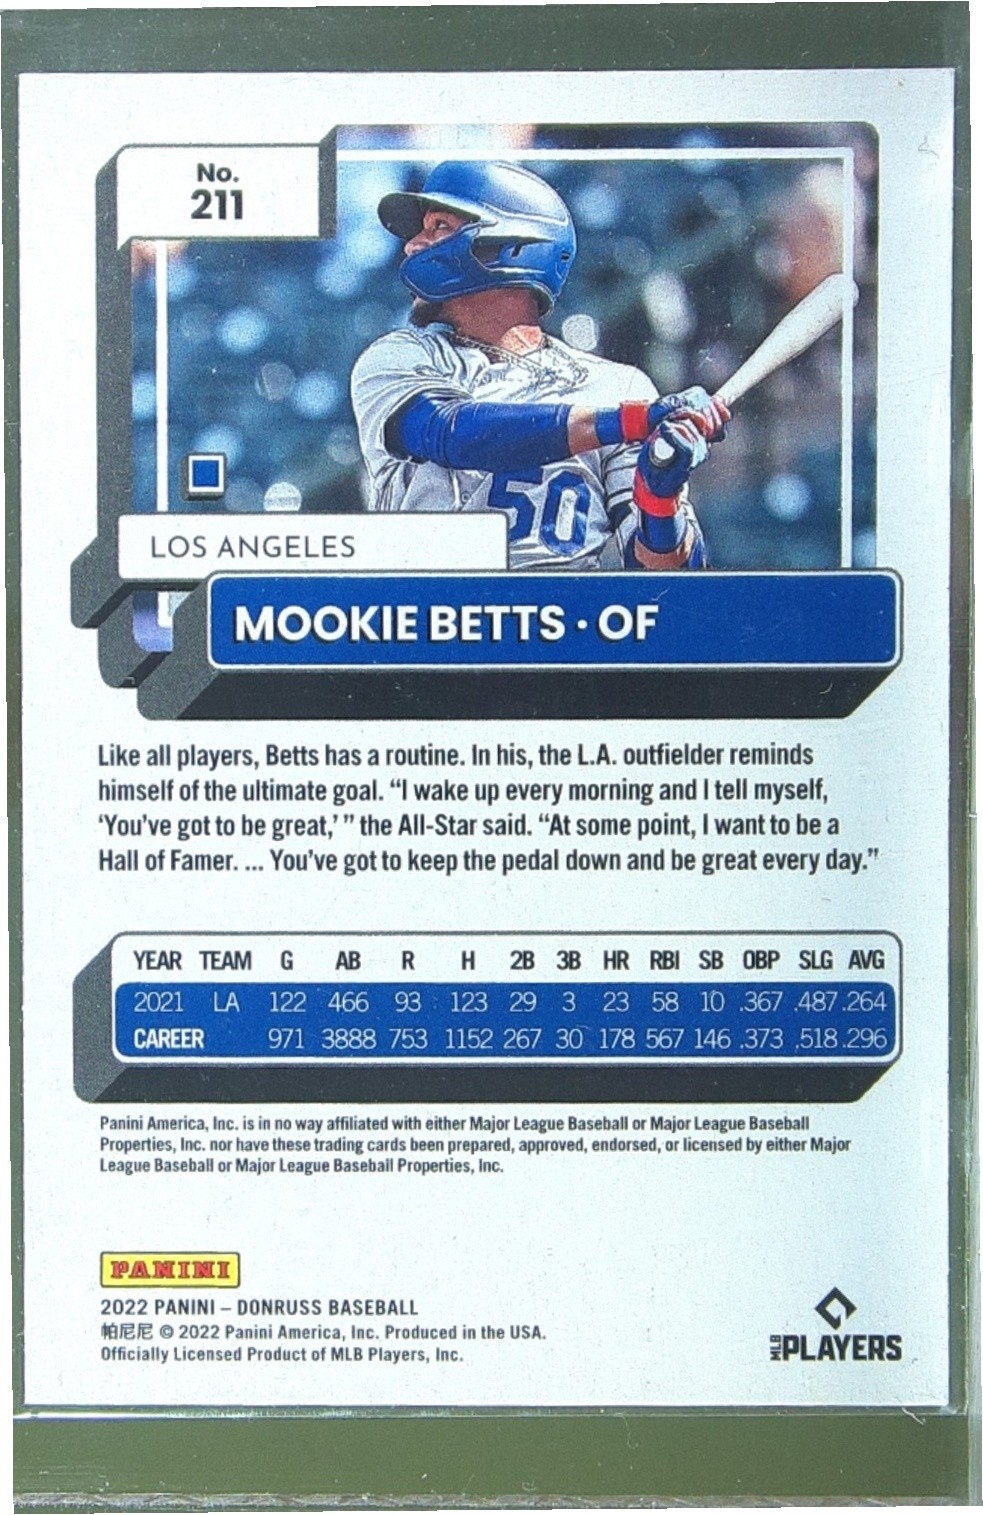 No.
211
50
LOS ANGELES
MOOKIE BETTS · OF
Like all players, Betts has a routine. In his, the L.A. outfielder reminds
himself of the ultimate goal. “I wake up every morning and I tell myself,
‘You’ve got to be great,’ ” the All-Star said. “At some point, I want to be a
Hall of Famer. ... You’ve got to keep the pedal down and be great every day.”
YEAR TEAM G AB R H 2B 3B HR RBI SB OBP SLG AVG
2021 LA 122 466 93 123 29 3 23 58 10 .367 .487 .264
CAREER 971 3888 753 1152 267 30 178 567 146 .373 .518 .296
Panini America, Inc. is in no way affiliated with either Major League Baseball or Major League Baseball
Properties, Inc. nor have these trading cards been prepared, approved, endorsed, or licensed by either Major
League Baseball or Major League Baseball Properties, Inc.
PANINI
2022 PANINI – DONRUSS BASEBALL
帕尼尼 © 2022 Panini America, Inc. Produced in the USA.
Officially Licensed Product of MLB Players, Inc.
MLB PLAYERS